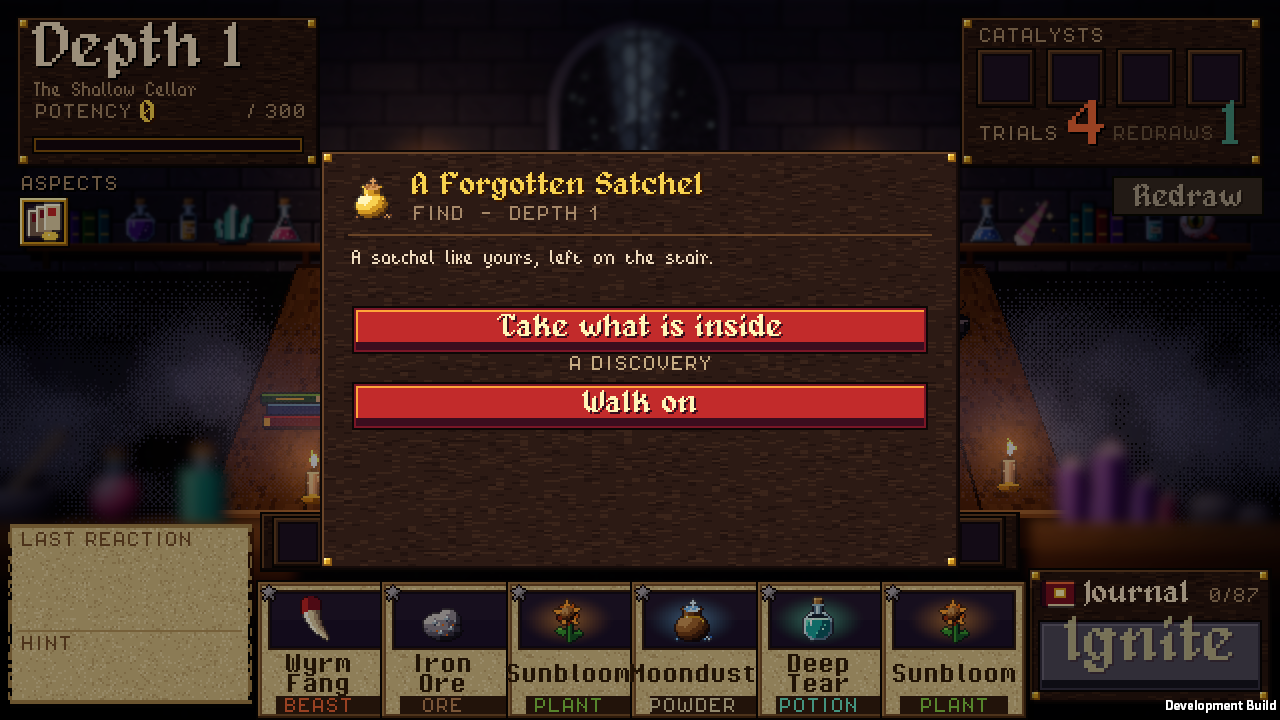 Depth 1
The Shallow Cellar
POTENCY 0 / 300
ASPECTS
CATALYSTS
TRIALS 4 REDRAWS 1
Redraw
A Forgotten Satchel
FIND - DEPTH 1
A satchel like yours, left on the stair.
Take what is inside
A DISCOVERY
Walk on
LAST REACTION
HINT
Wyrm
Fang
BEAST
Iron
Ore
ORE
Sunbloom
PLANT
Moondust
POWDER
Deep
Tear
POTION
Sunbloom
PLANT
Journal 0/87
Ignite
Development Build